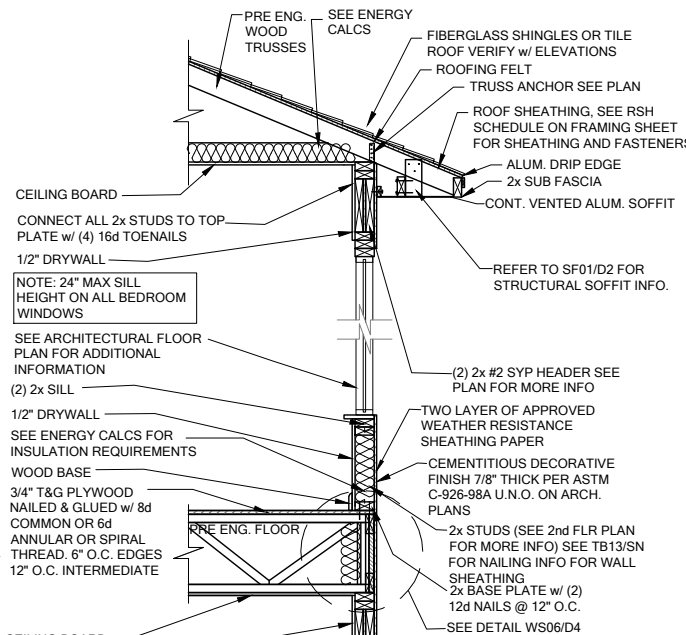 PRE ENG.
WOOD
TRUSSES
SEE ENERGY
CALCS
FIBERGLASS SHINGLES OR TILE
ROOF VERIFY w/ ELEVATIONS
ROOFING FELT
TRUSS ANCHOR SEE PLAN
ROOF SHEATHING, SEE RSH
SCHEDULE ON FRAMING SHEET
FOR SHEATHING AND FASTENERS
ALUM. DRIP EDGE
2x SUB FASCIA
CONT. VENTED ALUM. SOFFIT
CEILING BOARD
CONNECT ALL 2x STUDS TO TOP
PLATE w/ (4) 16d TOENAILS
1/2" DRYWALL
NOTE: 24" MAX SILL
HEIGHT ON ALL BEDROOM
WINDOWS
REFER TO SF01/D2 FOR
STRUCTURAL SOFFIT INFO.
SEE ARCHITECTURAL FLOOR
PLAN FOR ADDITIONAL
INFORMATION
(2) 2x #2 SYP HEADER SEE
PLAN FOR MORE INFO
(2) 2x SILL
1/2" DRYWALL
TWO LAYER OF APPROVED
WEATHER RESISTANCE
SHEATHING PAPER
SEE ENERGY CALCS FOR
INSULATION REQUIREMENTS
WOOD BASE
CEMENTITIOUS DECORATIVE
FINISH 7/8" THICK PER ASTM
C-926-98A U.N.O. ON ARCH.
PLANS
3/4" T&G PLYWOOD
NAILED & GLUED w/ 8d
COMMON OR 6d
ANNULAR OR SPIRAL
THREAD. 6" O.C. EDGES
12" O.C. INTERMEDIATE
PRE ENG. FLOOR
2x STUDS (SEE 2nd FLR PLAN
FOR MORE INFO) SEE TB13/SN
FOR NAILING INFO FOR WALL
SHEATHING
2x BASE PLATE w/ (2)
12d NAILS @ 12" O.C.
SEE DETAIL WS06/D4